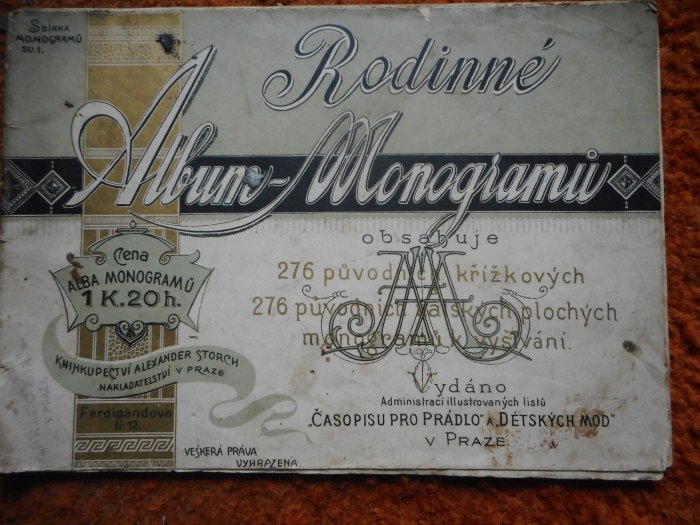 SBÍRKA
MONOGRAMŮ
SV. I.
Rodinné
Album-Monogramů
obsahuje
276 původních křížkových
276 původních plochých
monogramů k vyšívání.
Cena
ALBA MONOGRAMŮ
1 K. 20 h.
KNIHKUPECTVÍ ALEXANDER STORCH
NAKLADATELSTVÍ V PRAZE
Ferdinandova
tř. 12.
Vydáno
Administrací illustrovaných listů
„ČASOPISU PRO PRÁDLO" A „DĚTSKÝCH MOD"
V PRAZE
VEŠKERÁ PRÁVA
VYHRAZENA.